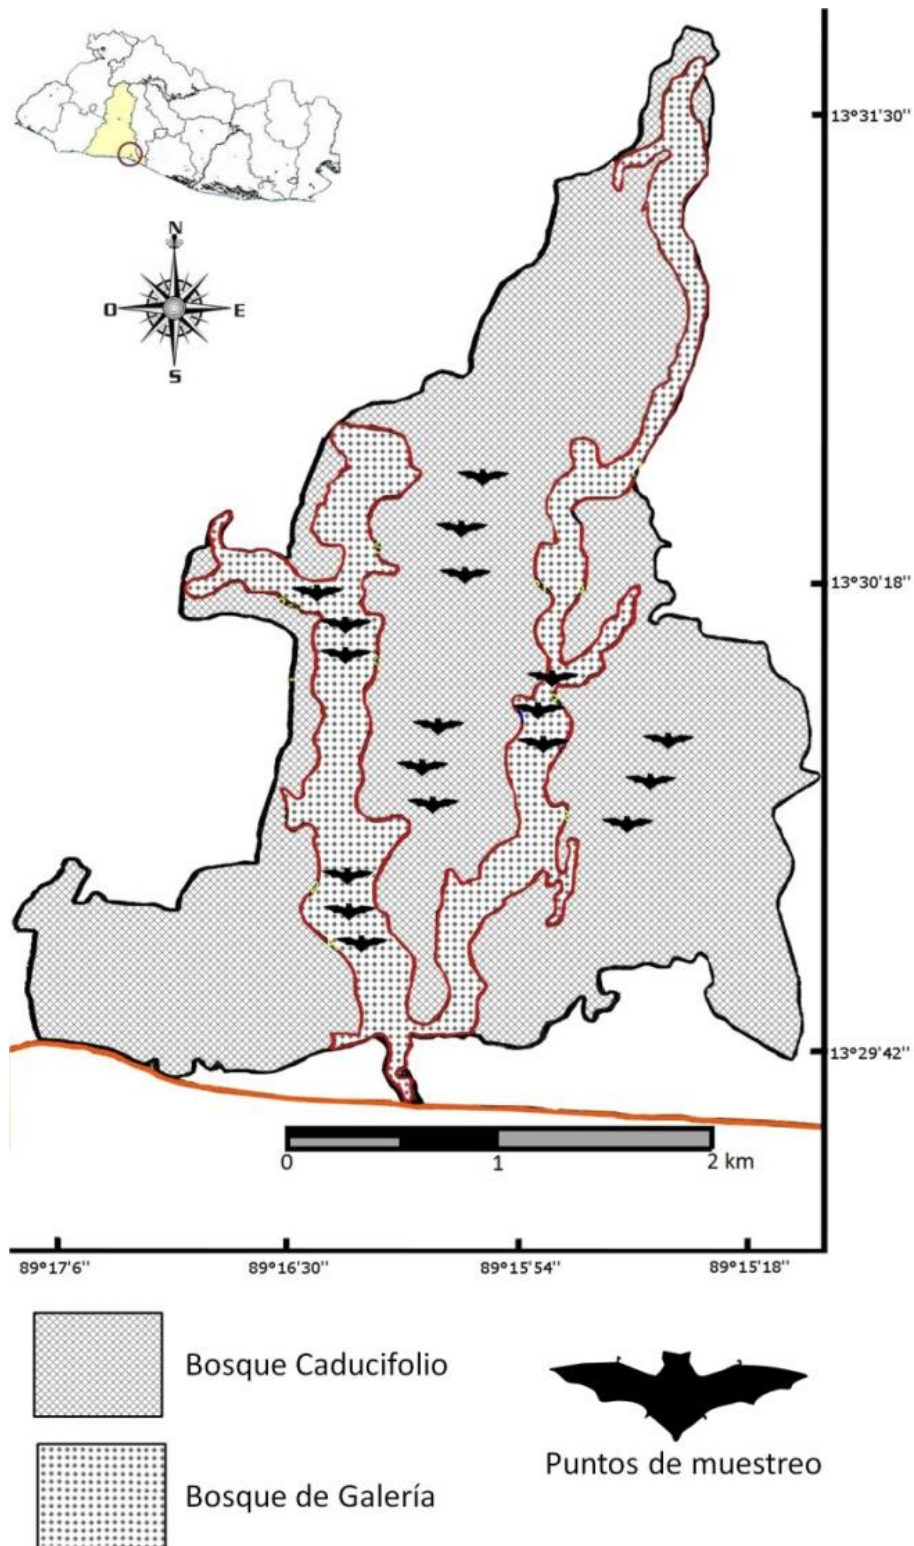 N
O E
S
13°31'30''
13°30'18''
13°29'42''
0 1 2 km
89°17'6'' 89°16'30'' 89°15'54'' 89°15'18''
Bosque Caducifolio
Puntos de muestreo
Bosque de Galería